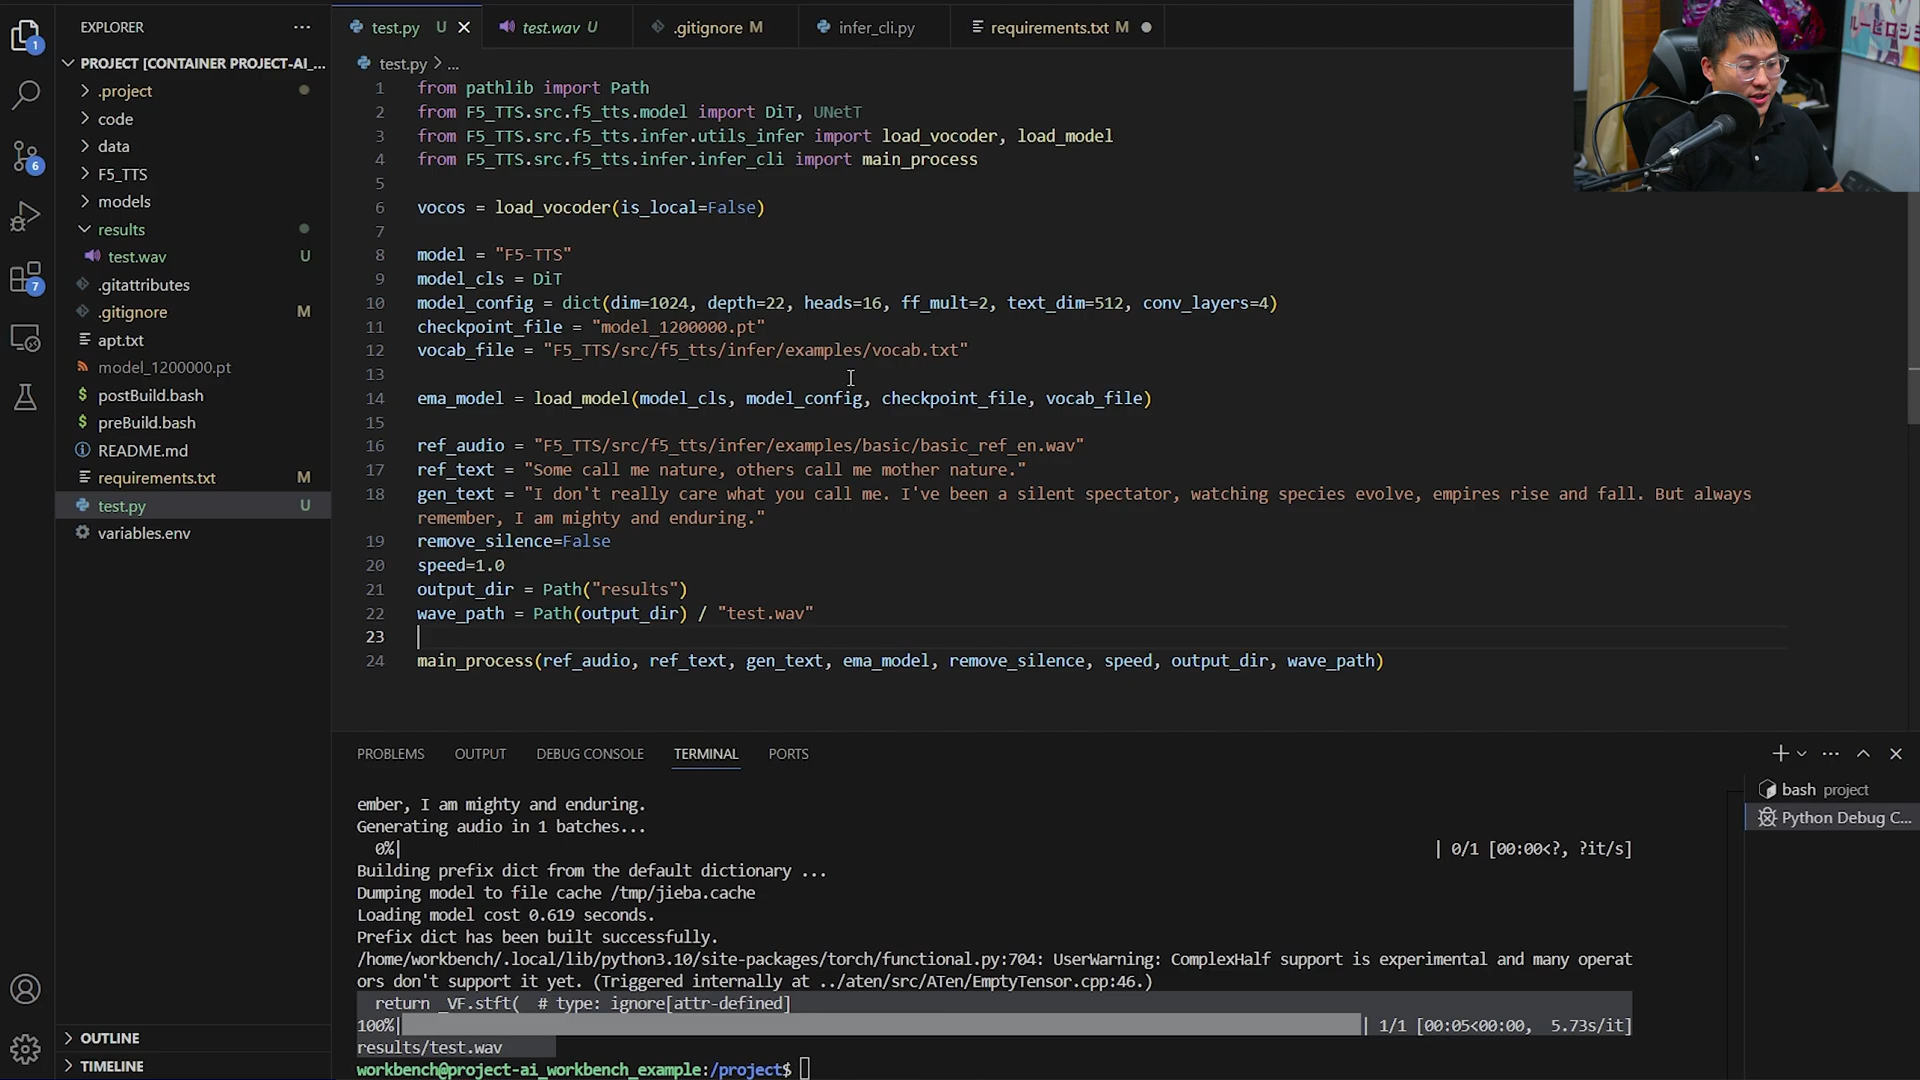 EXPLORER
test.py U
test.wav U
.gitignore M
infer_cli.py
requirements.txt M
PROJECT [CONTAINER PROJECT-AI_...
.project
code
data
F5_TTS
models
results
test.wav U
.gitattributes
.gitignore M
apt.txt
model_1200000.pt
postBuild.bash
preBuild.bash
README.md
requirements.txt M
test.py U
variables.env
OUTLINE
TIMELINE
1
6
7
test.py > ...
1 from pathlib import Path
2 from F5_TTS.src.f5_tts.model import DiT, UNetT
3 from F5_TTS.src.f5_tts.infer.utils_infer import load_vocoder, load_model
4 from F5_TTS.src.f5_tts.infer.infer_cli import main_process
5
6 vocos = load_vocoder(is_local=False)
7
8 model = "F5-TTS"
9 model_cls = DiT
10 model_config = dict(dim=1024, depth=22, heads=16, ff_mult=2, text_dim=512, conv_layers=4)
11 checkpoint_file = "model_1200000.pt"
12 vocab_file = "F5_TTS/src/f5_tts/infer/examples/vocab.txt"
13
14 ema_model = load_model(model_cls, model_config, checkpoint_file, vocab_file)
15
16 ref_audio = "F5_TTS/src/f5_tts/infer/examples/basic/basic_ref_en.wav"
17 ref_text = "Some call me nature, others call me mother nature."
18 gen_text = "I don't really care what you call me. I've been a silent spectator, watching species evolve, empires rise and fall. But always
remember, I am mighty and enduring."
19 remove_silence=False
20 speed=1.0
21 output_dir = Path("results")
22 wave_path = Path(output_dir) / "test.wav"
23
24 main_process(ref_audio, ref_text, gen_text, ema_model, remove_silence, speed, output_dir, wave_path)
PROBLEMS OUTPUT DEBUG CONSOLE TERMINAL PORTS
ember, I am mighty and enduring.
Generating audio in 1 batches...
0%| | 0/1 [00:00<?, ?it/s]
Building prefix dict from the default dictionary ...
Dumping model to file cache /tmp/jieba.cache
Loading model cost 0.619 seconds.
Prefix dict has been built successfully.
/home/workbench/.local/lib/python3.10/site-packages/torch/functional.py:704: UserWarning: ComplexHalf support is experimental and many operat
ors don't support it yet. (Triggered internally at ../aten/src/ATen/EmptyTensor.cpp:46.)
return _VF.stft( # type: ignore[attr-defined]
100%| | 1/1 [00:05<00:00, 5.73s/it]
results/test.wav
workbench@project-ai_workbench_example:/project$
bash project
Python Debug C...